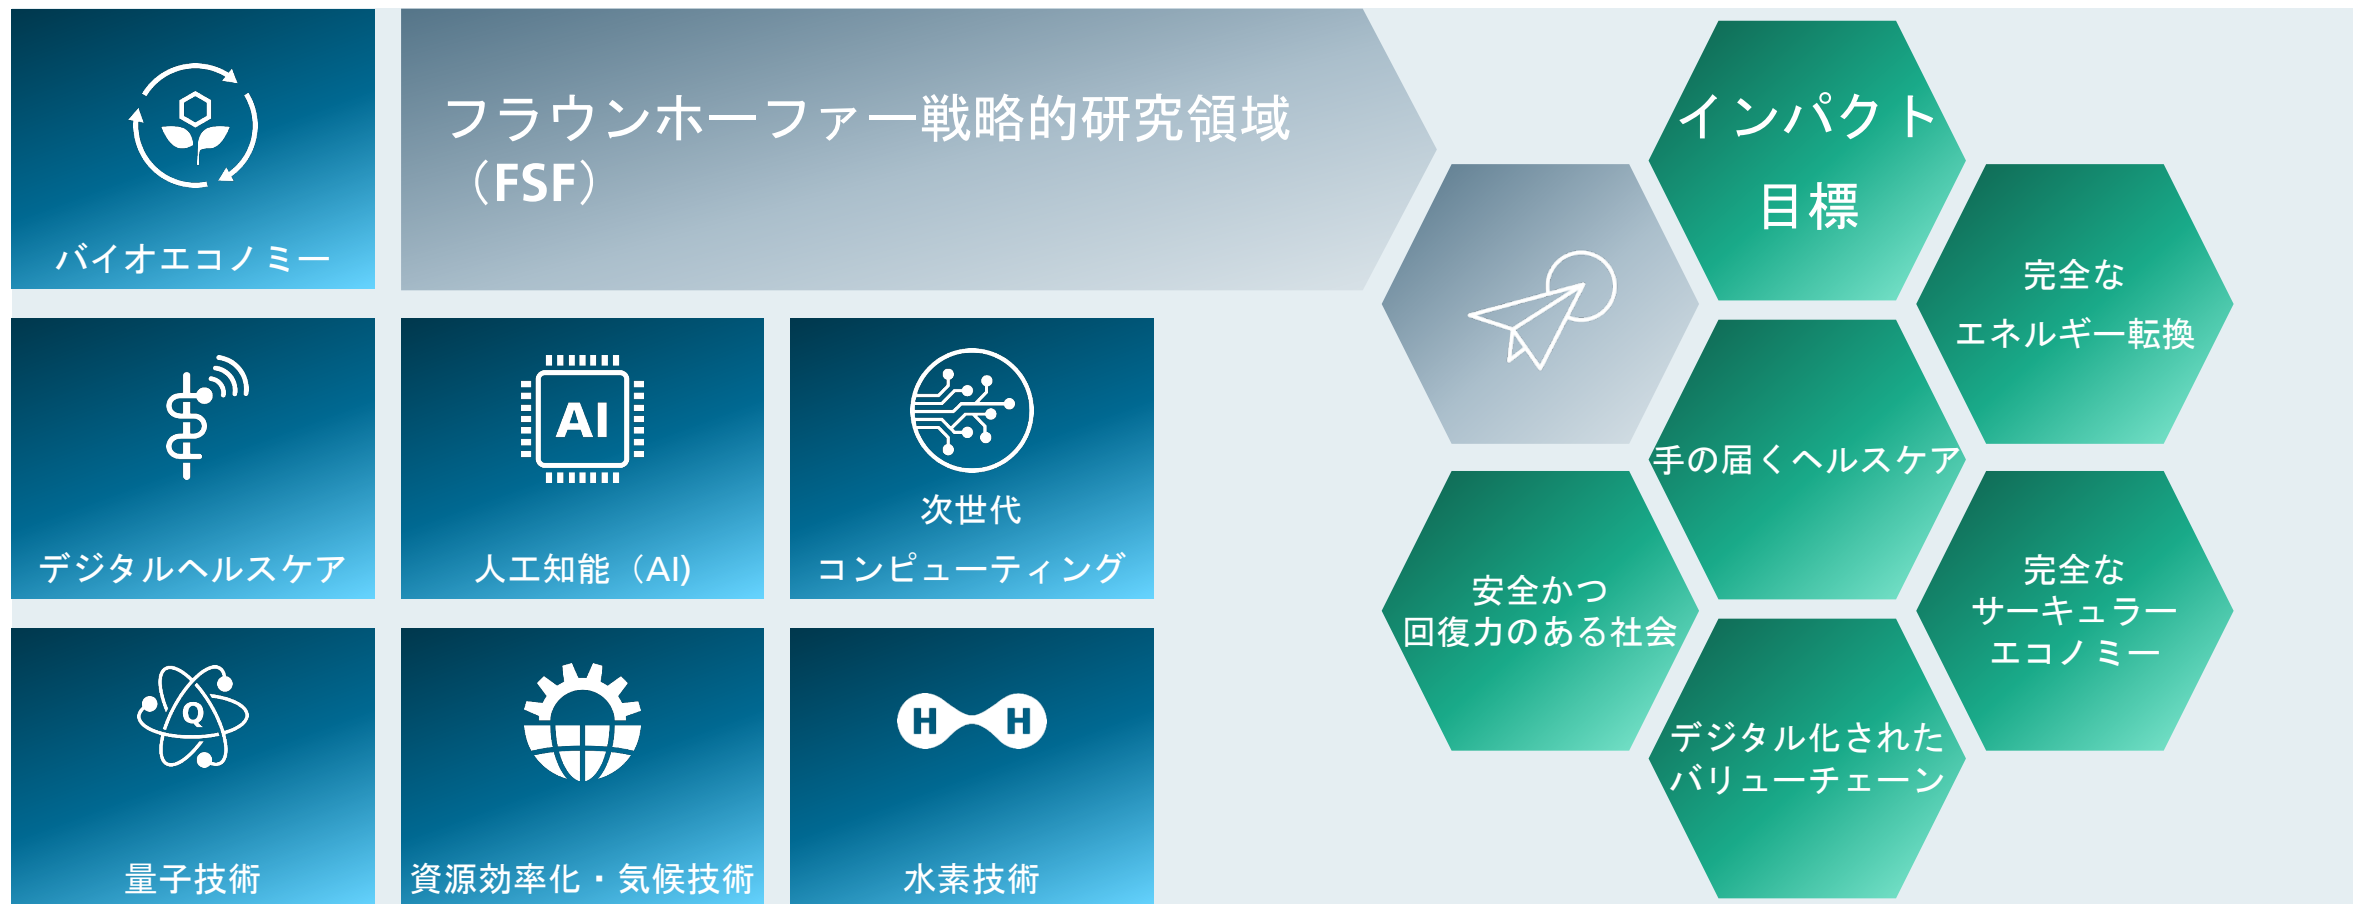 バイオエコノミー
フラウンホーファー戦略的研究領域
（FSF）
デジタルヘルスケア
AI
人工知能（AI)
次世代
コンピューティング
Q
量子技術
資源効率化・気候技術
H H
水素技術
インパクト
目標
完全な
エネルギー転換
手の届くヘルスケア
安全かつ
回復力のある社会
完全な
サーキュラー
エコノミー
デジタル化された
バリューチェーン